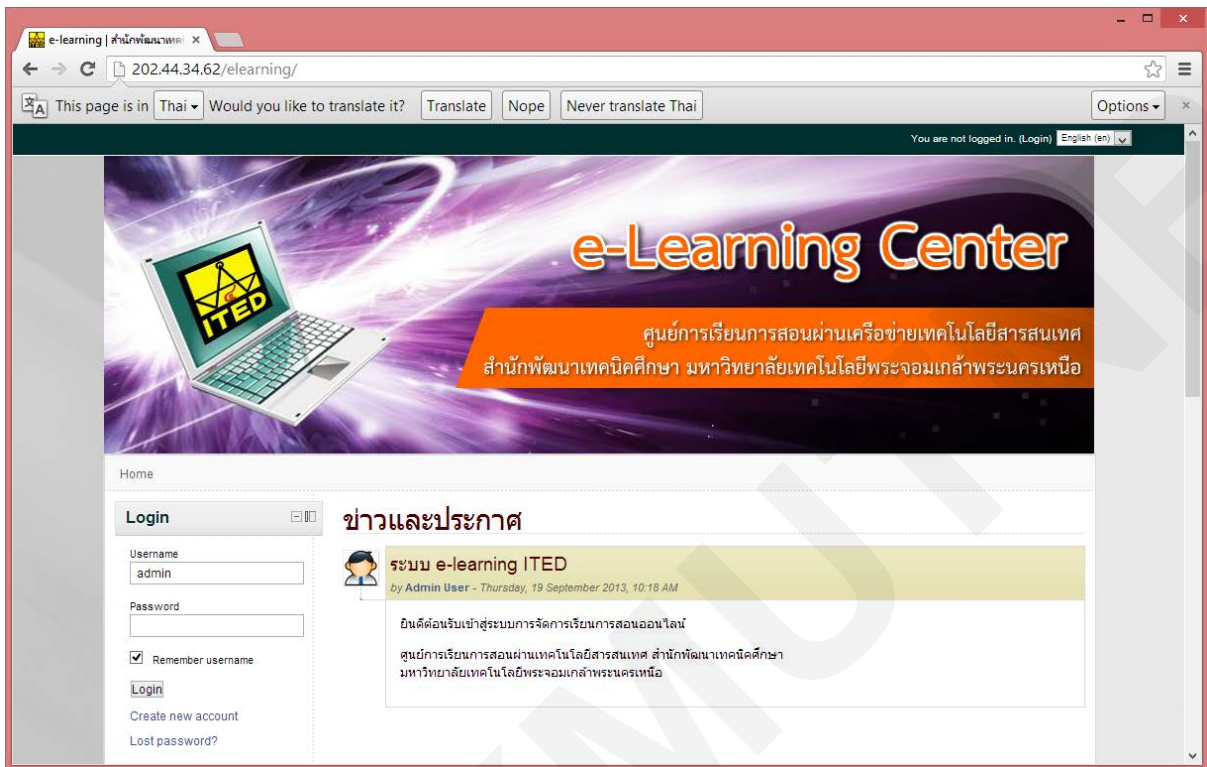 e-learning | สำนักพัฒนาเทค
202.44.34.62/elearning/
This page is in Thai Would you like to translate it? Translate Nope Never translate Thai Options
You are not logged in. (Login) English (en)
ITED
e-Learning Center
ศูนย์การเรียนการสอนผ่านเครือข่ายเทคโนโลยีสารสนเทศ
สำนักพัฒนาเทคนิคศึกษา มหาวิทยาลัยเทคโนโลยีพระจอมเกล้าพระนครเหนือ
Home
Login
Username
admin
Password
Remember username
Login
Create new account
Lost password?
ข่าวและประกาศ
ระบบ e-learning ITED
by Admin User - Thursday, 19 September 2013, 10:18 AM
ยินดีต้อนรับเข้าสู่ระบบการจัดการเรียนการสอนออนไลน์
ศูนย์การเรียนการสอนผ่านเทคโนโลยีสารสนเทศ สำนักพัฒนาเทคนิคศึกษา
มหาวิทยาลัยเทคโนโลยีพระจอมเกล้าพระนครเหนือ
KMUTNB